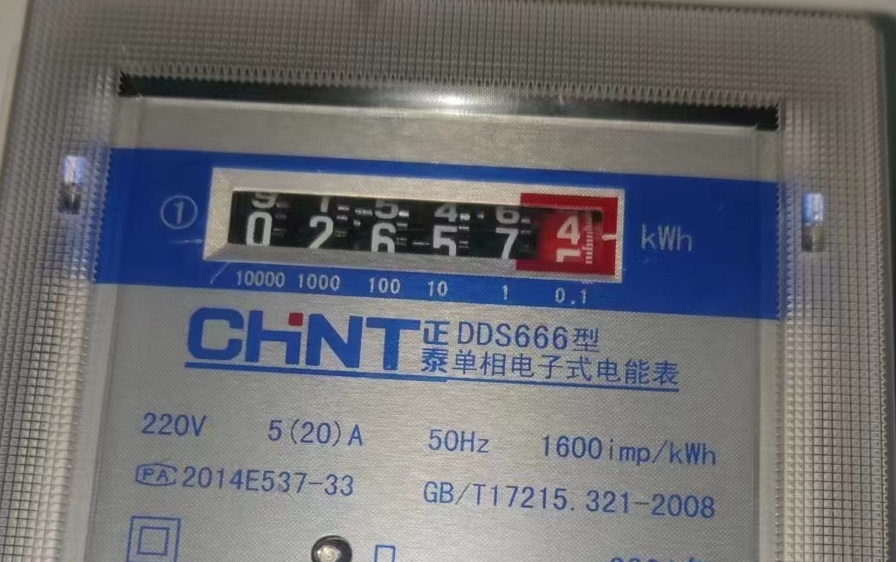 ① 0 2 6 5 7 4 kWh
10000 1000 100 10 1 0.1
CHNT 正泰 DDS666型
单相电子式电能表
220V 5(20)A 50Hz 1600imp/kWh
PA 2014E537-33 GB/T17215.321-2008